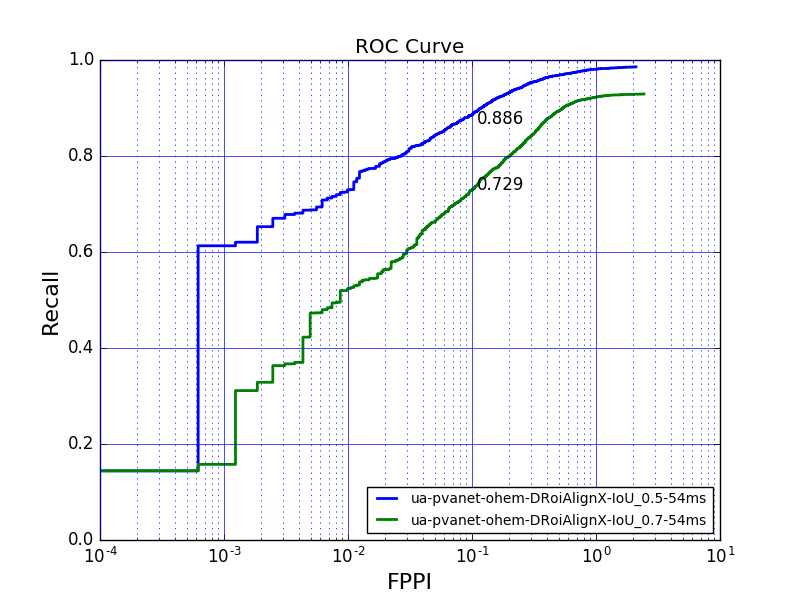 ROC Curve
1.0
0.8
0.6
0.4
0.2
0.0
Recall
0.886
0.729
ua-pvanet-ohem-DRoiAlignX-IoU_0.5-54ms
ua-pvanet-ohem-DRoiAlignX-IoU_0.7-54ms
10^-4 10^-3 10^-2 10^-1 10^0 10^1
FPPI